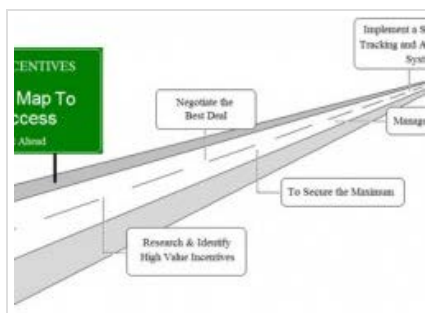 CENTIVES
Map To
ccess
Ahead
Implement a S
Tracking and A
Syst
Negotiate the
Best Deal
Manag
To Secure the Maximum
Research & Identify
High Value Incentives